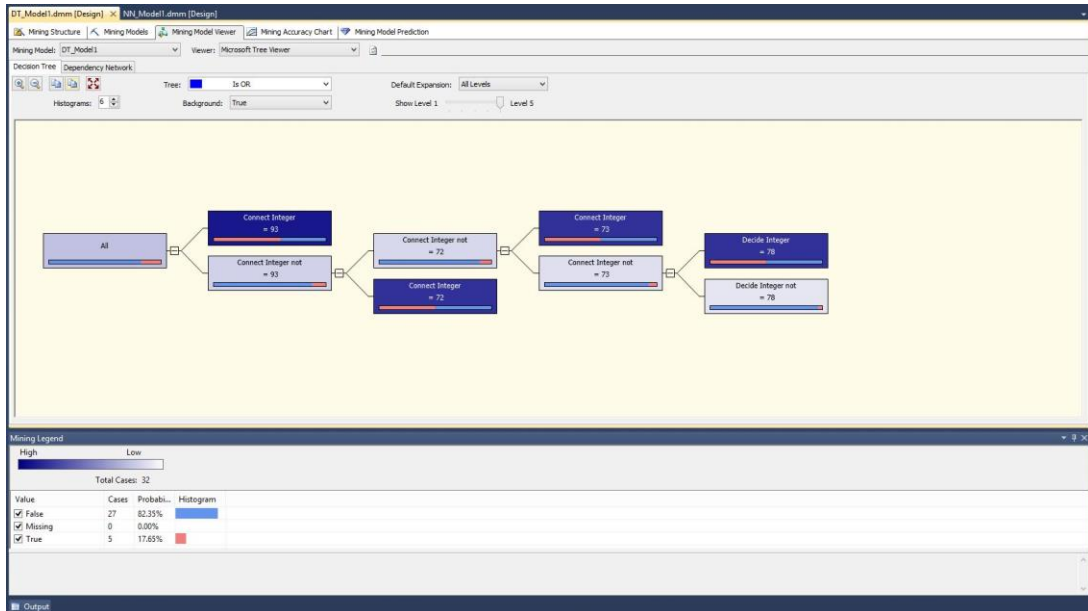 DT_Model1.dmm [Design] × NN_Model1.dmm [Design]
Mining Structure Mining Models Mining Model Viewer Mining Accuracy Chart Mining Model Prediction
Mining Model: DT_Model1 Viewer: Microsoft Tree Viewer
Decision Tree Dependency Network
Tree: Is OR Default Expansion: All Levels
Histograms: 6 Background: True Show Level 1 Level 5
All
Connect Integer
= 93
Connect Integer not
= 93
Connect Integer not
= 72
Connect Integer
= 72
Connect Integer
= 73
Connect Integer not
= 73
Decide Integer
= 78
Decide Integer not
= 78
Mining Legend
High Low
Total Cases: 32
Value Cases Probabi... Histogram
False 27 82.35%
Missing 0 0.00%
True 5 17.65%
Output